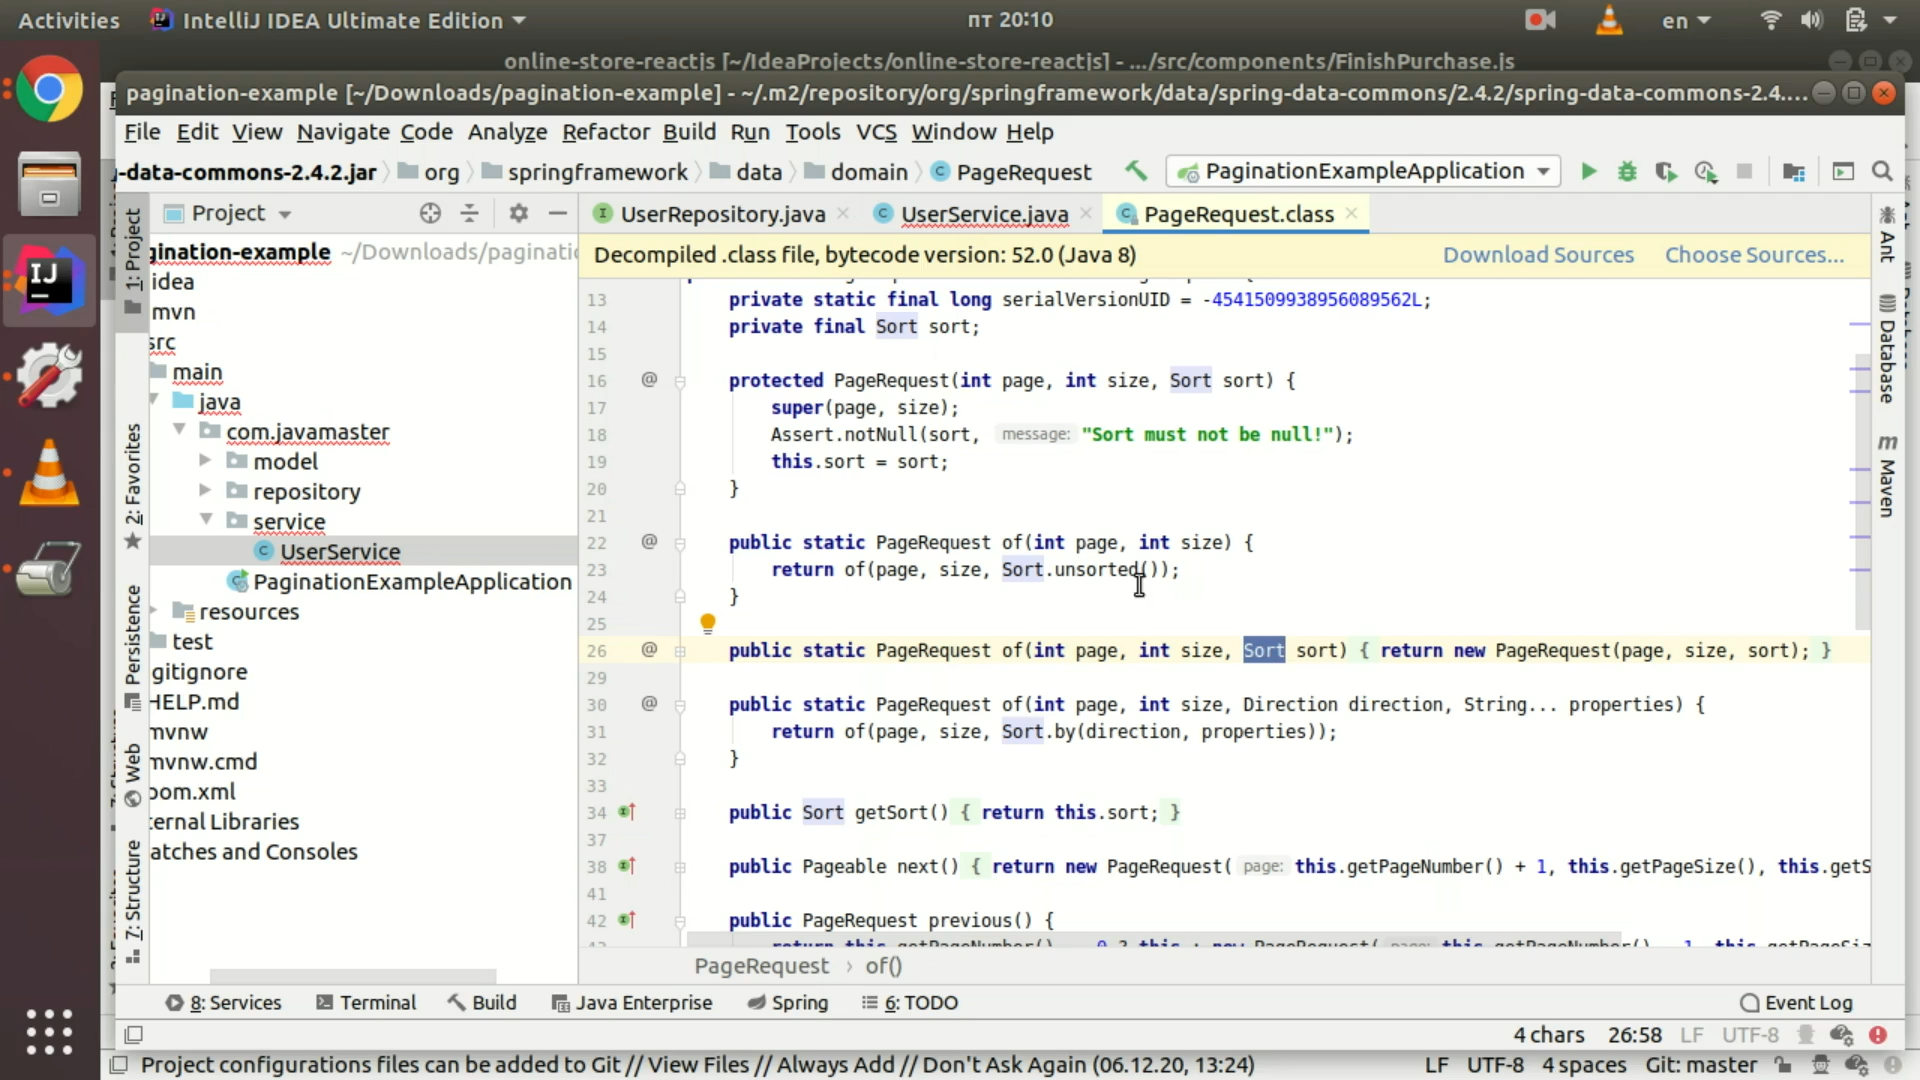 Activities
IntelliJ IDEA Ultimate Edition
пт 20:10
en
online-store-reactjs [~/IdeaProjects/online-store-reactjs] - .../src/components/FinishPurchase.js
pagination-example [~/Downloads/pagination-example] - ~/.m2/repository/org/springframework/data/spring-data-commons/2.4.2/spring-data-commons-2.4....
File Edit View Navigate Code Analyze Refactor Build Run Tools VCS Window Help
-data-commons-2.4.2.jar org springframework data domain PageRequest
PaginationExampleApplication
Project
UserRepository.java
UserService.java
PageRequest.class
Decompiled .class file, bytecode version: 52.0 (Java 8)
Download Sources
Choose Sources...
1: Project
2: Favorites
Persistence
Web
7: Structure
gination-example ~/Downloads/paginatio
idea
mvn
src
main
java
com.javamaster
model
repository
service
UserService
PaginationExampleApplication
resources
test
gitignore
HELP.md
mvnw
mvnw.cmd
pom.xml
ternal Libraries
atches and Consoles
13 private static final long serialVersionUID = -4541509938956089562L;
14 private final Sort sort;
15
16 @ protected PageRequest(int page, int size, Sort sort) {
17 super(page, size);
18 Assert.notNull(sort, message: "Sort must not be null!");
19 this.sort = sort;
20 }
21
22 @ public static PageRequest of(int page, int size) {
23 return of(page, size, Sort.unsorted());
24 }
25
26 @ public static PageRequest of(int page, int size, Sort sort) { return new PageRequest(page, size, sort); }
29
30 @ public static PageRequest of(int page, int size, Direction direction, String... properties) {
31 return of(page, size, Sort.by(direction, properties));
32 }
33
34 public Sort getSort() { return this.sort; }
37
38 public Pageable next() { return new PageRequest( page: this.getPageNumber() + 1, this.getPageSize(), this.getS
41
42 public PageRequest previous() {
PageRequest › of()
Ant
Database
m Maven
8: Services
Terminal
Build
Java Enterprise
Spring
6: TODO
Event Log
4 chars 26:58 LF UTF-8
Project configurations files can be added to Git // View Files // Always Add // Don't Ask Again (06.12.20, 13:24)
LF UTF-8 4 spaces Git: master